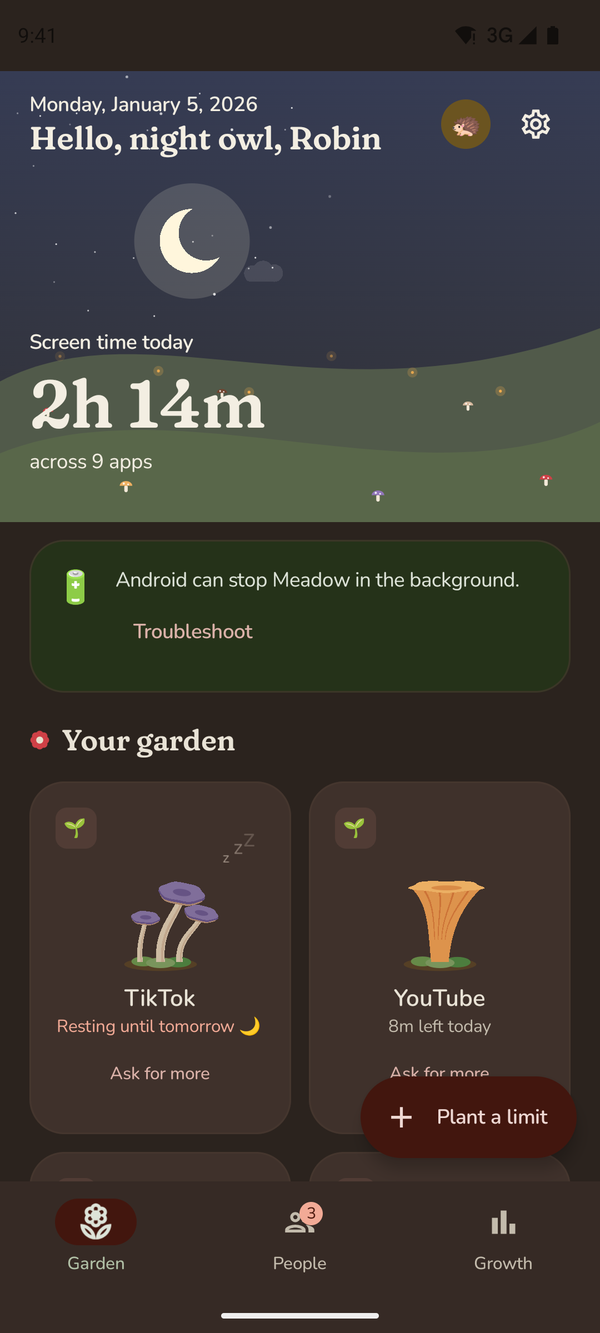 9:41
3G
Monday, January 5, 2026
Hello, night owl, Robin
Screen time today
2h 14m
across 9 apps
Android can stop Meadow in the background.
Troubleshoot
Your garden
z z z
TikTok
Resting until tomorrow 🌙
Ask for more
YouTube
8m left today
Ask for more
+ Plant a limit
3
Garden
People
Growth